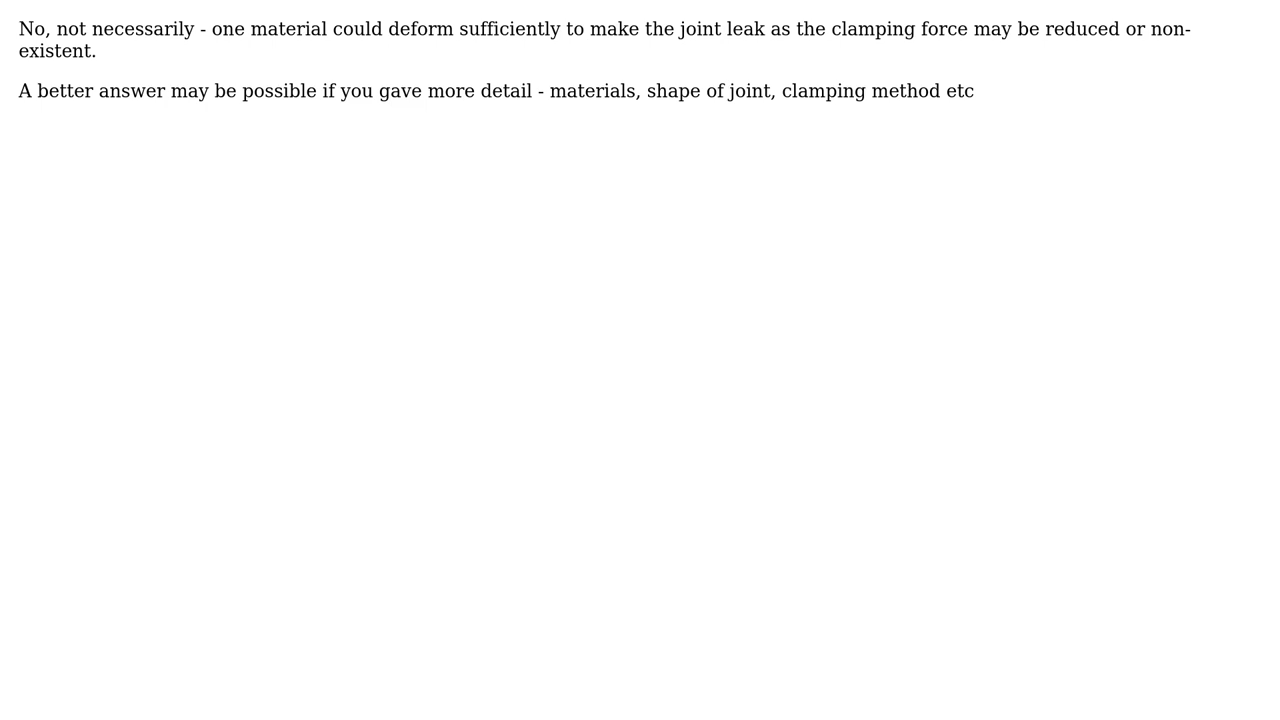 No, not necessarily - one material could deform sufficiently to make the joint leak as the clamping force may be reduced or non-
existent.
A better answer may be possible if you gave more detail - materials, shape of joint, clamping method etc